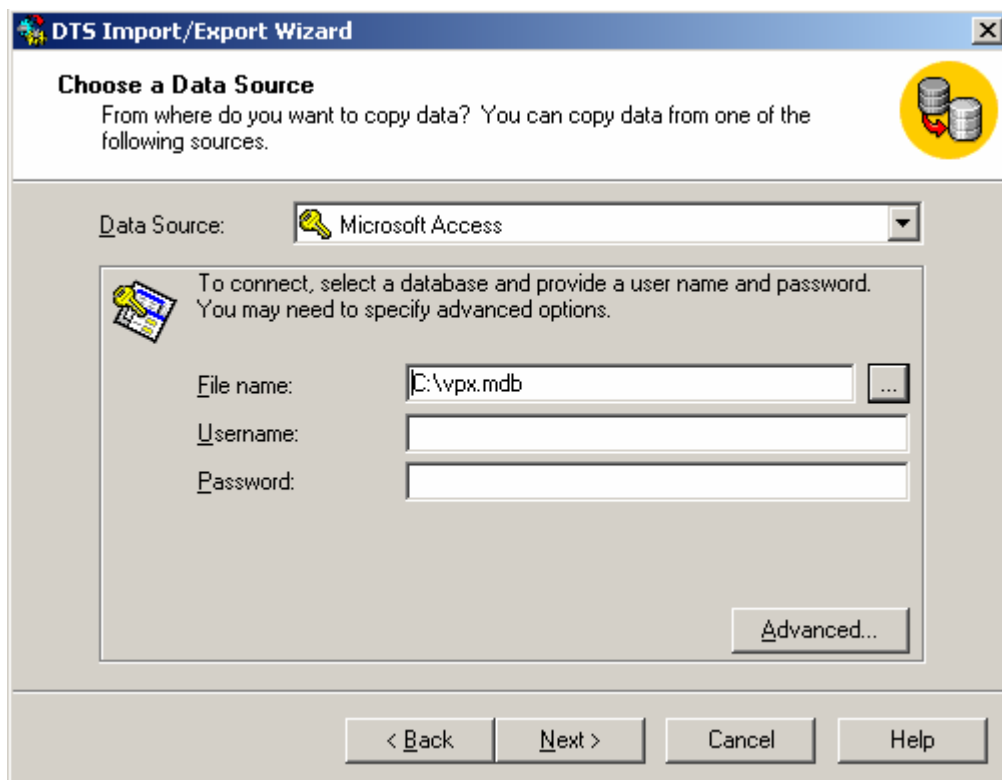 DTS Import/Export Wizard
Choose a Data Source
From where do you want to copy data? You can copy data from one of the
following sources.
Data Source: Microsoft Access
To connect, select a database and provide a user name and password.
You may need to specify advanced options.
File name: C:\vpx.mdb ...
Username:
Password:
Advanced...
< Back Next > Cancel Help